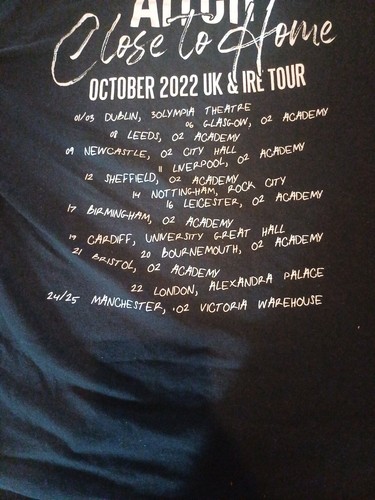 AITCH
Close to Home
OCTOBER 2022 UK & IRE TOUR
01/03 DUBLIN, 3OLYMPIA THEATRE
06 GLASGOW, O2 ACADEMY
08 LEEDS, O2 ACADEMY
09 NEWCASTLE, O2 CITY HALL
11 LIVERPOOL, O2 ACADEMY
12 SHEFFIELD, O2 ACADEMY
14 NOTTINGHAM, ROCK CITY
16 LEICESTER, O2 ACADEMY
17 BIRMINGHAM, O2 ACADEMY
19 CARDIFF, UNIVERSITY GREAT HALL
20 BOURNEMOUTH, O2 ACADEMY
21 BRISTOL, O2 ACADEMY
22 LONDON, ALEXANDRA PALACE
24/25 MANCHESTER, O2 VICTORIA WAREHOUSE